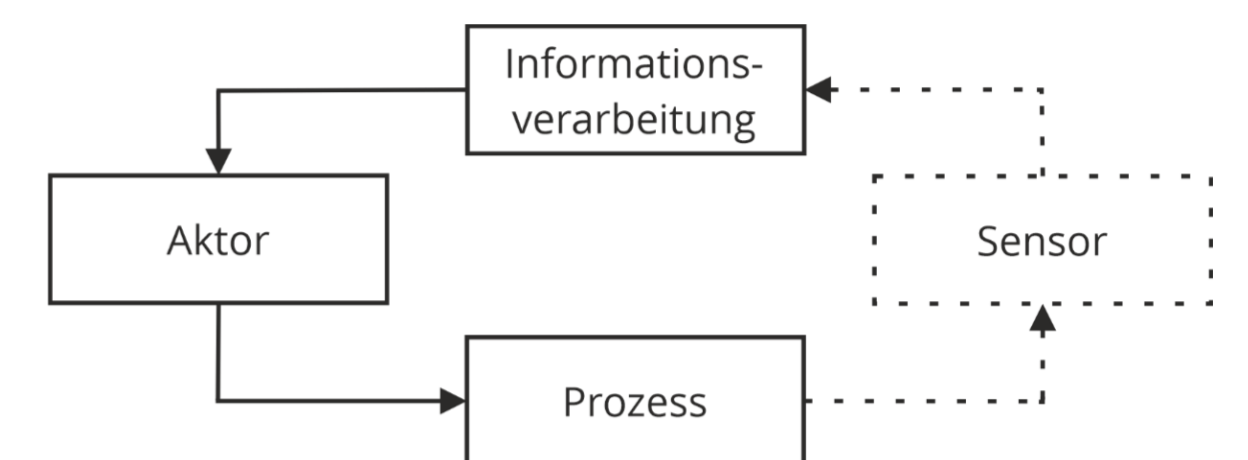 Informations-
verarbeitung
Aktor
Sensor
Prozess